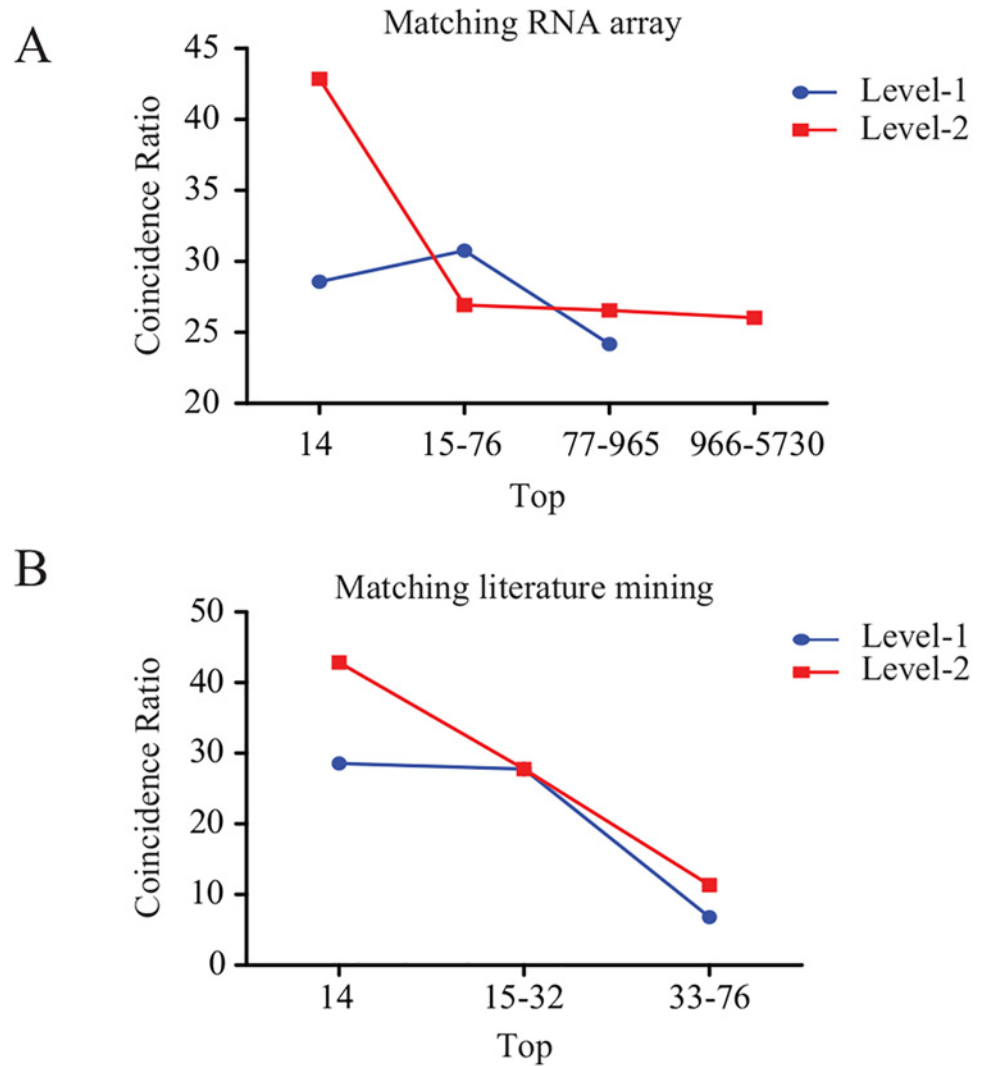 A
Matching RNA array
Coincidence Ratio
45
40
35
30
25
20
14 15-76 77-965 966-5730
Top
Level-1
Level-2
B
Matching literature mining
Coincidence Ratio
50
40
30
20
10
0
14 15-32 33-76
Top
Level-1
Level-2